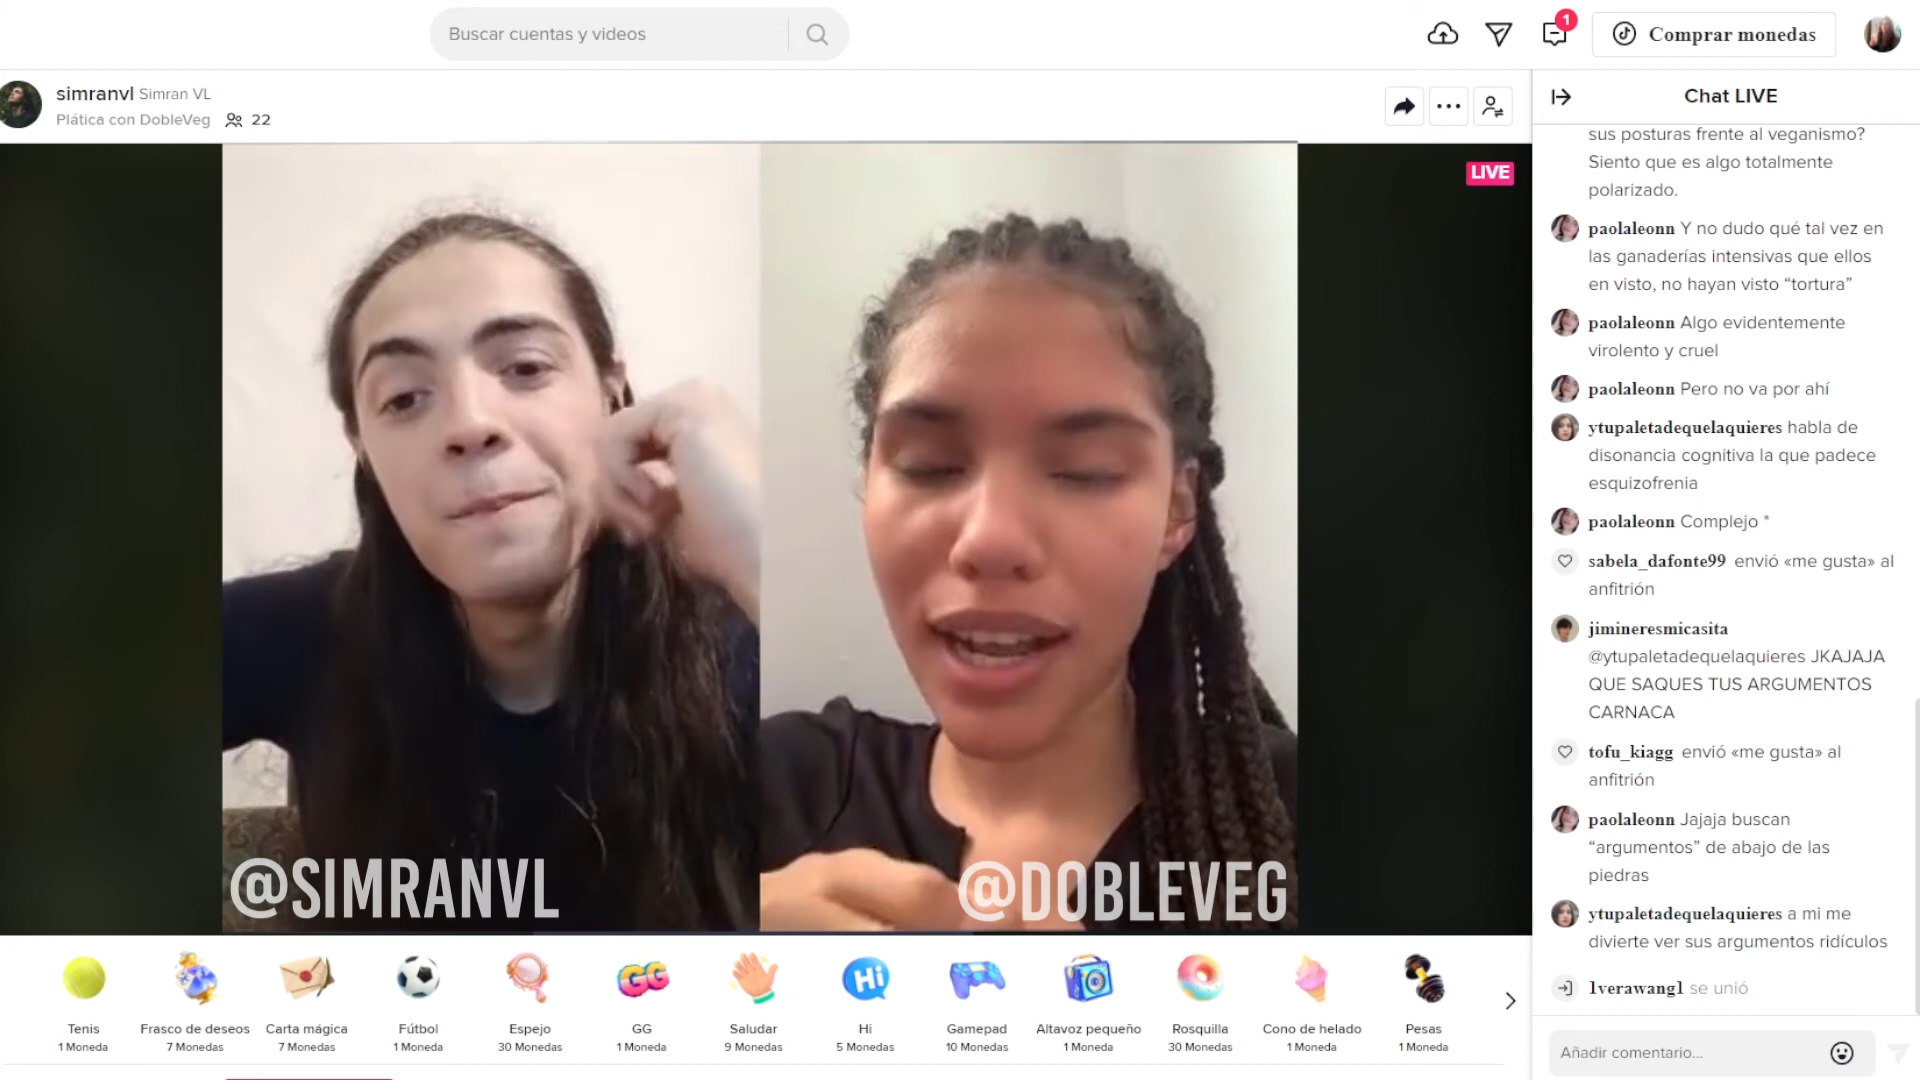 Buscar cuentas y videos
1
Comprar monedas
simranvl Simran VL
Plática con DobleVeg 22
LIVE
@SIMRANVL
@DOBLEVEG
Tenis
1 Moneda
Frasco de deseos
7 Monedas
Carta mágica
7 Monedas
Fútbol
1 Moneda
Espejo
30 Monedas
GG
GG
1 Moneda
Saludar
9 Monedas
Hi
Hi
5 Monedas
Gamepad
10 Monedas
Altavoz pequeño
1 Moneda
Rosquilla
30 Monedas
Cono de helado
1 Moneda
Pesas
1 Moneda
Chat LIVE
sus posturas frente al veganismo?
Siento que es algo totalmente
polarizado.
paolaleonn Y no dudo qué tal vez en
las ganaderías intensivas que ellos
en visto, no hayan visto “tortura”
paolaleonn Algo evidentemente
virolento y cruel
paolaleonn Pero no va por ahí
ytupaletadequelaquieres habla de
disonancia cognitiva la que padece
esquizofrenia
paolaleonn Complejo *
sabela_dafonte99 envió «me gusta» al
anfitrión
jimineresmicasita
@ytupaletadequelaquieres JKAJAJA
QUE SAQUES TUS ARGUMENTOS
CARNACA
tofu_kiagg envió «me gusta» al
anfitrión
paolaleonn Jajaja buscan
“argumentos” de abajo de las
piedras
ytupaletadequelaquieres a mi me
divierte ver sus argumentos ridículos
1verawang1 se unió
Añadir comentario...